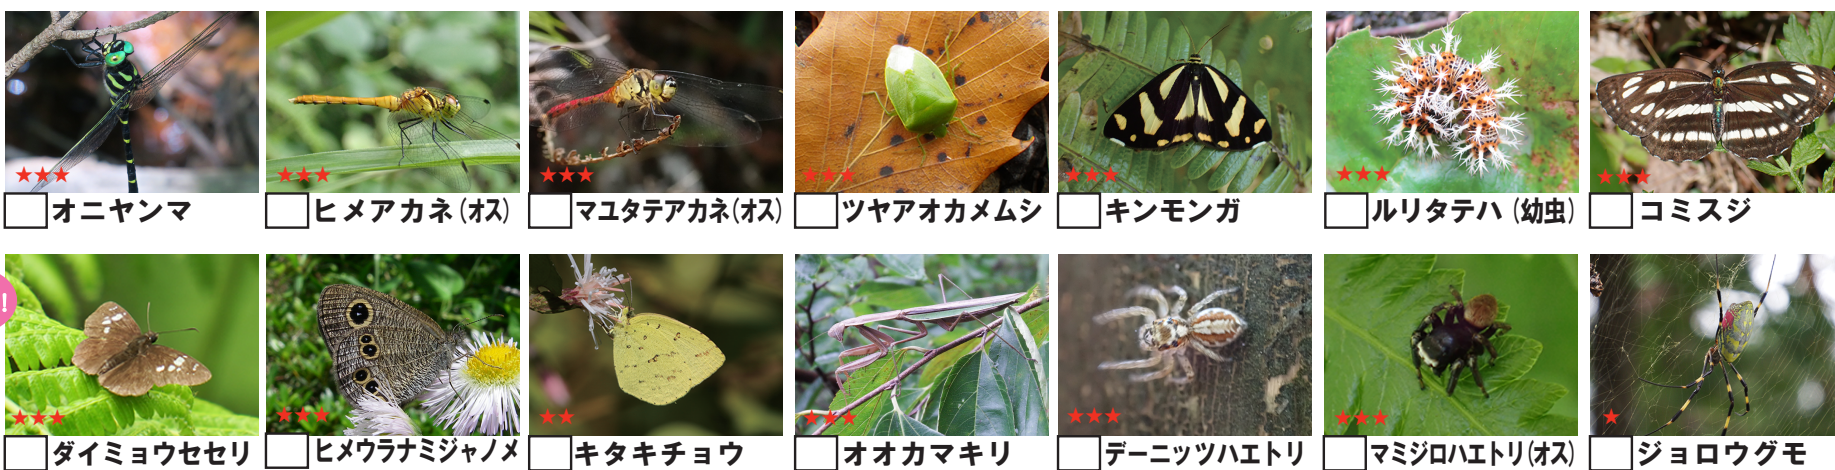 ★★★
★★★
★★★
★★★
★★★
★★★
★★★
オニヤンマ
ヒメアカネ(オス)
マユタテアカネ(オス)
ツヤアオカメムシ
キンモンガ
ルリタテハ(幼虫)
コミスジ
!
★★★
★★★
★★
★★★
★★★
★★★
★
ダイミョウセセリ
ヒメウラナミジャノメ
キタキチョウ
オオカマキリ
デーニッツハエトリ
マミジロハエトリ(オス)
ジョロウグモ